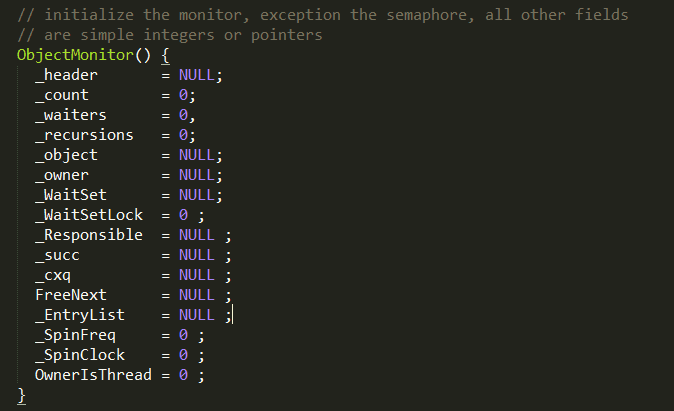 // initialize the monitor, exception the semaphore, all other fields
// are simple integers or pointers
ObjectMonitor() {
  _header       = NULL;
  _count        = 0;
  _waiters      = 0,
  _recursions   = 0;
  _object       = NULL;
  _owner        = NULL;
  _WaitSet      = NULL;
  _WaitSetLock  = 0 ;
  _Responsible  = NULL ;
  _succ         = NULL ;
  _cxq          = NULL ;
  FreeNext      = NULL ;
  _EntryList    = NULL ;
  _SpinFreq     = 0 ;
  _SpinClock    = 0 ;
  OwnerIsThread = 0 ;
}